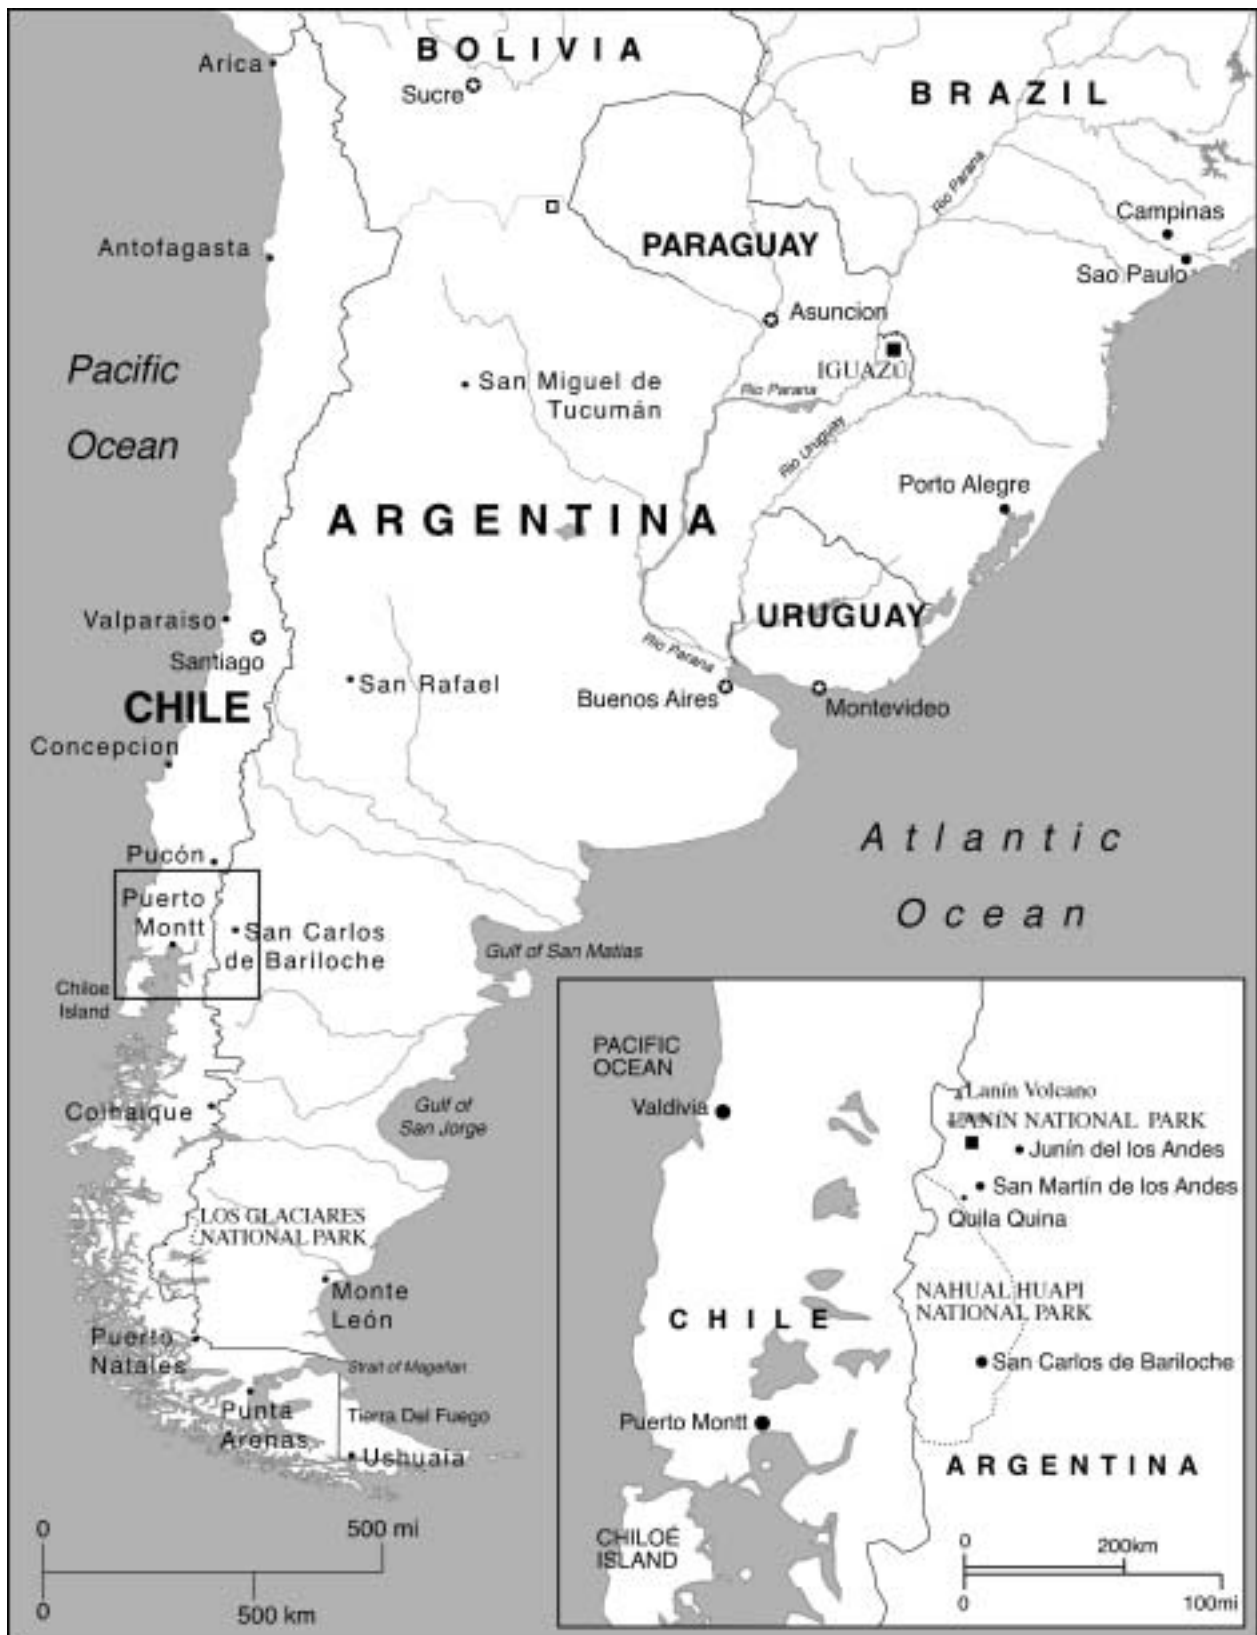 BOLIVIA
Arica
Sucre
BRAZIL
Rio Parana
Campinas
Antofagasta
PARAGUAY
Sao Paulo
Asuncion
Pacific
Ocean
IGUAZÚ
San Miguel de
Tucumán
Rio Parana
Rio Uruguay
Porto Alegre
ARGENTINA
Valparaiso
URUGUAY
Santiago
Rio Parana
San Rafael
Buenos Aires
Montevideo
CHILE
Concepcion
Atlantic
Ocean
Pucón
Puerto
Montt
San Carlos
de Bariloche
Gulf of San Matias
Chiloe
Island
Coihaique
Gulf of
San Jorge
LOS GLACIARES
NATIONAL PARK
Monte
León
Puerto
Natales
Strait of Magellan
Punta
Arenas
Tierra Del Fuego
Ushuaia
0
500 mi
0
500 km
PACIFIC
OCEAN
Valdivia
Lanín Volcano
LANÍN NATIONAL PARK
Junín del los Andes
San Martín de los Andes
Quila Quina
NAHUAL HUAPI
NATIONAL PARK
CHILE
San Carlos de Bariloche
Puerto Montt
ARGENTINA
CHILOÉ
ISLAND
0
200km
0
100mi